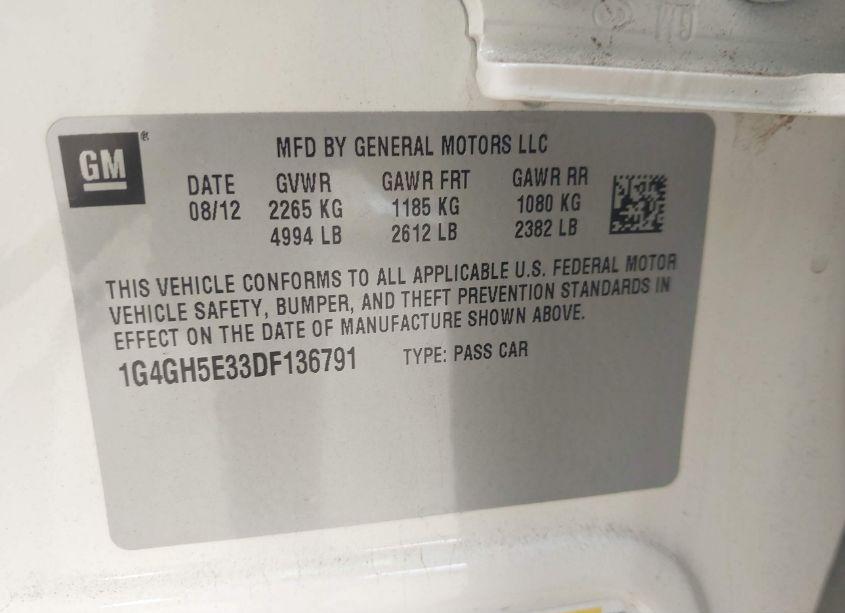 GM
®
MFD BY GENERAL MOTORS LLC
DATE GVWR GAWR FRT GAWR RR
08/12 2265 KG 1185 KG 1080 KG
4994 LB 2612 LB 2382 LB
THIS VEHICLE CONFORMS TO ALL APPLICABLE U.S. FEDERAL MOTOR
VEHICLE SAFETY, BUMPER, AND THEFT PREVENTION STANDARDS IN
EFFECT ON THE DATE OF MANUFACTURE SHOWN ABOVE.
1G4GH5E33DF136791 TYPE: PASS CAR